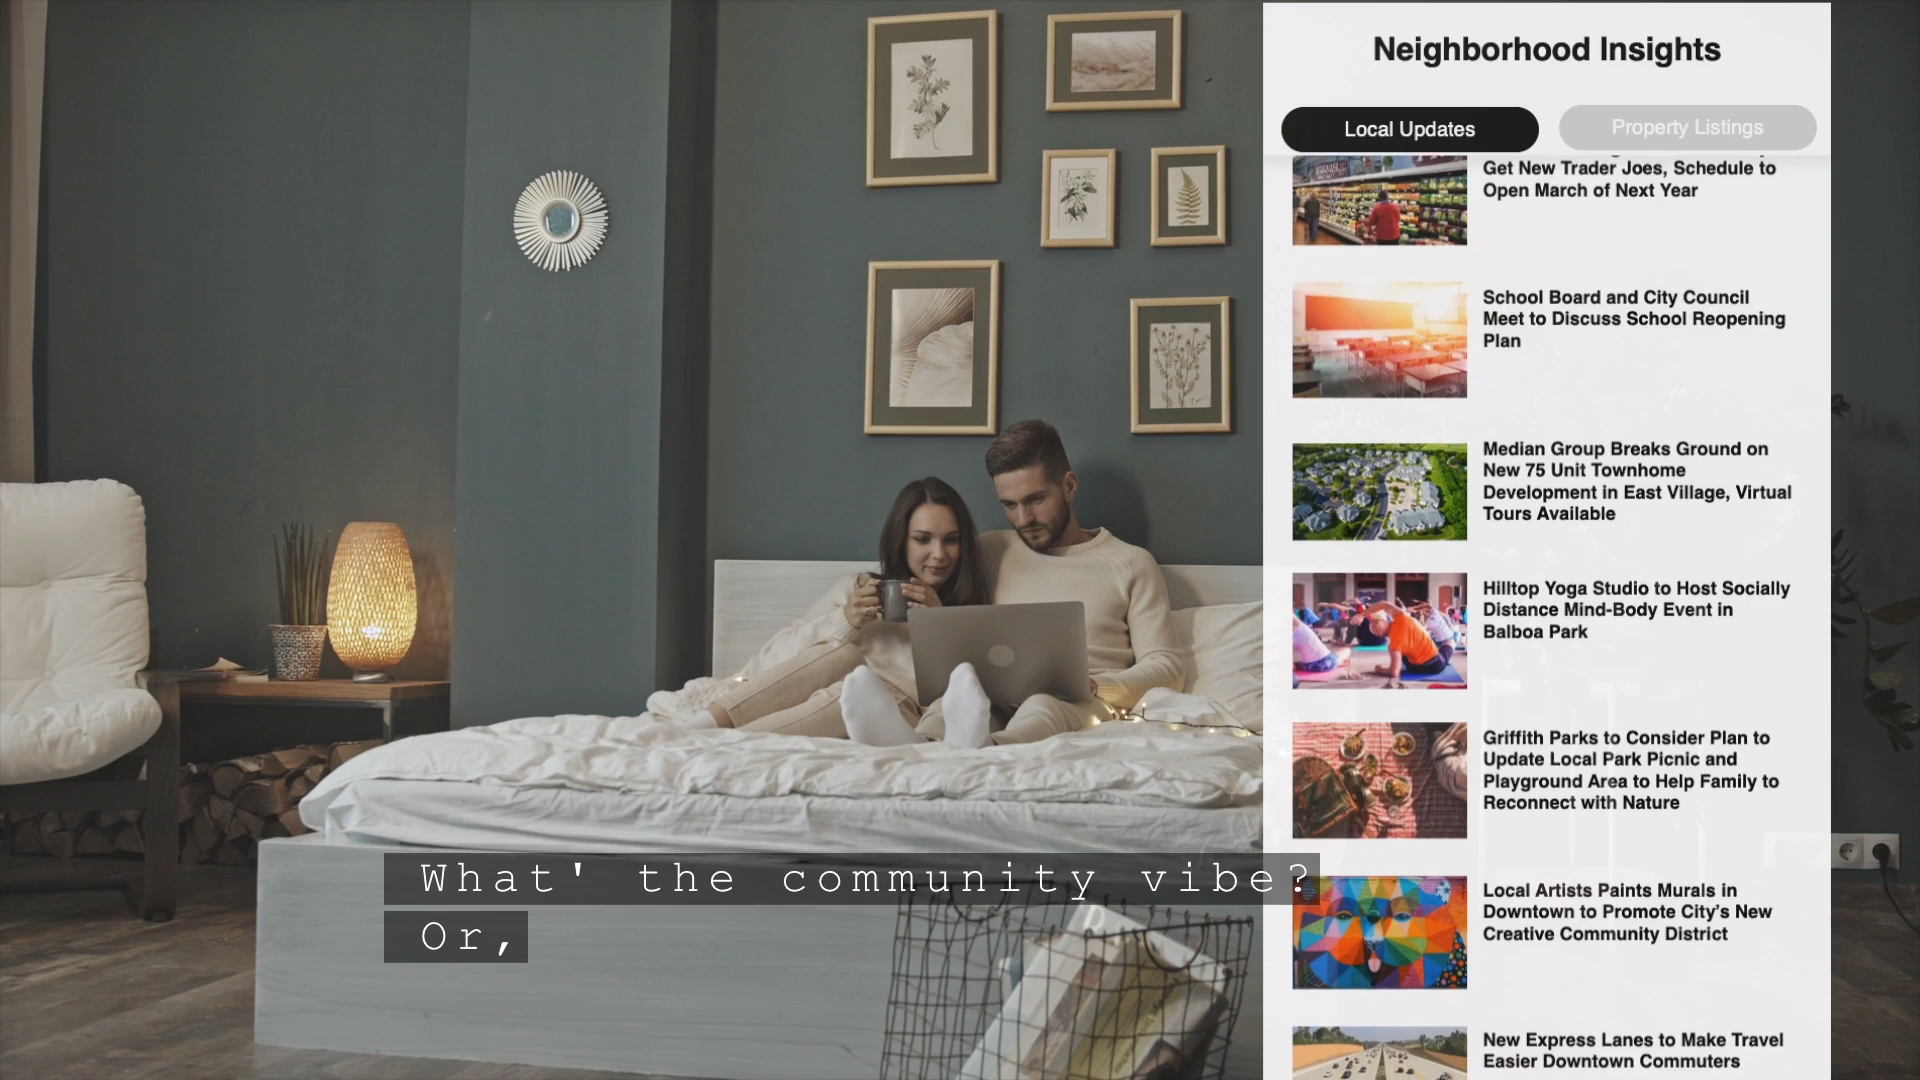 Neighborhood Insights
Local Updates
Property Listings
Get New Trader Joes, Schedule to
Open March of Next Year
School Board and City Council
Meet to Discuss School Reopening
Plan
Median Group Breaks Ground on
New 75 Unit Townhome
Development in East Village, Virtual
Tours Available
Hilltop Yoga Studio to Host Socially
Distance Mind-Body Event in
Balboa Park
Griffith Parks to Consider Plan to
Update Local Park Picnic and
Playground Area to Help Family to
Reconnect with Nature
Local Artists Paints Murals in
Downtown to Promote City’s New
Creative Community District
New Express Lanes to Make Travel
Easier Downtown Commuters
What' the community vibe?
Or,